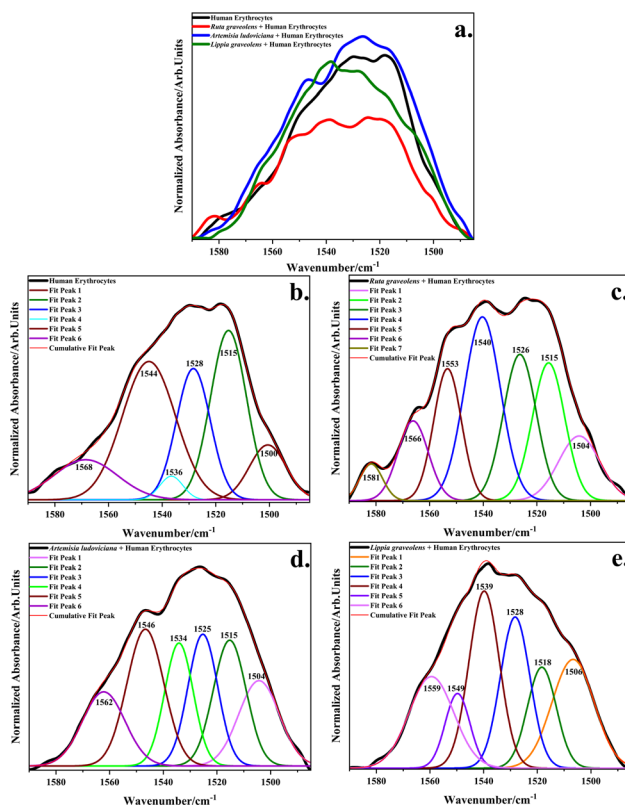 a.
Human Erythrocytes
Ruta graveolens + Human Erythrocytes
Artemisia ludoviciana + Human Erythrocytes
Lippia graveolens + Human Erythrocytes
Normalized Absorbance/Arb.Units
1580 1560 1540 1520 1500
Wavenumber/cm-1
b.
Human Erythrocytes
Fit Peak 1
Fit Peak 2
Fit Peak 3
Fit Peak 4
Fit Peak 5
Fit Peak 6
Cumulative Fit Peak
1568
1544
1536
1528
1515
1500
Normalized Absorbance/Arb.Units
1580 1560 1540 1520 1500
Wavenumber/cm-1
c.
Ruta graveolens + Human Erythrocytes
Fit Peak 1
Fit Peak 2
Fit Peak 3
Fit Peak 4
Fit Peak 5
Fit Peak 6
Fit Peak 7
Cumulative Fit Peak
1581
1566
1553
1540
1526
1515
1504
Normalized Absorbance/Arb.Units
1580 1560 1540 1520 1500
Wavenumber/cm-1
d.
Artemisia ludoviciana + Human Erythrocytes
Fit Peak 1
Fit Peak 2
Fit Peak 3
Fit Peak 4
Fit Peak 5
Fit Peak 6
Cumulative Fit Peak
1562
1546
1534
1525
1515
1504
Normalized Absorbance/Arb.Units
1580 1560 1540 1520 1500
Wavenumber/cm-1
e.
Lippia graveolens + Human Erythrocytes
Fit Peak 1
Fit Peak 2
Fit Peak 3
Fit Peak 4
Fit Peak 5
Fit Peak 6
Cumulative Fit Peak
1559
1549
1539
1528
1518
1506
Normalized Absorbance/Arb.Units
1580 1560 1540 1520 1500
Wavenumber/cm-1